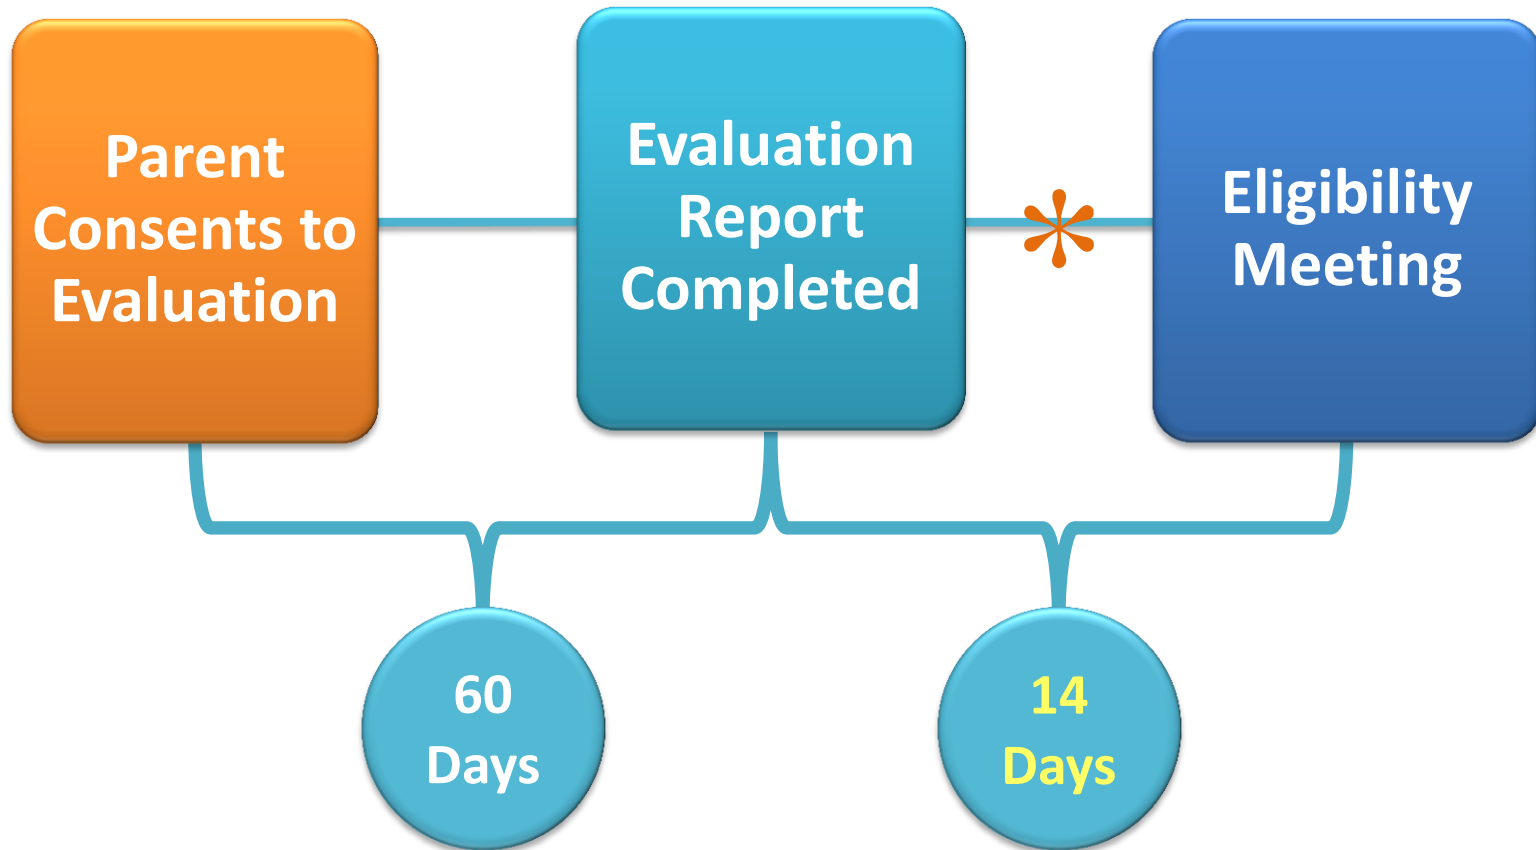 Parent
Consents to
Evaluation
Evaluation
Report
Completed
*
Eligibility
Meeting
60
Days
14
Days